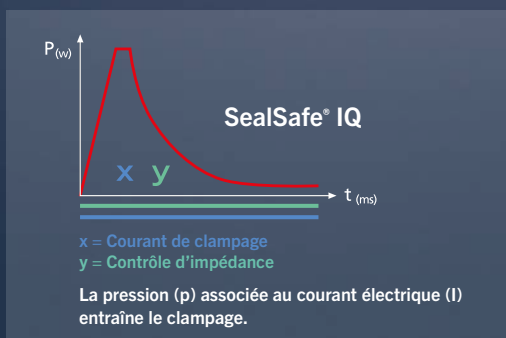 P(w)
SealSafe® IQ
x y
t (ms)
x = Courant de clampage
y = Contrôle d'impédance
La pression (p) associée au courant électrique (I)
entraîne le clampage.